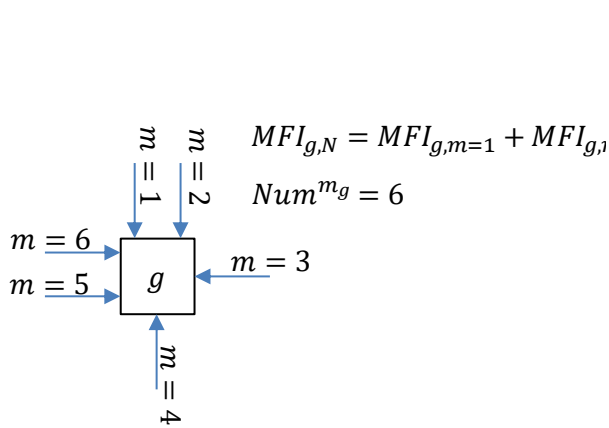 m = 1
m = 2
MFI_{g,N} = MFI_{g,m=1} + MFI_{g,
Num^{m_g} = 6
m = 6
m = 3
m = 5
g
m = 4